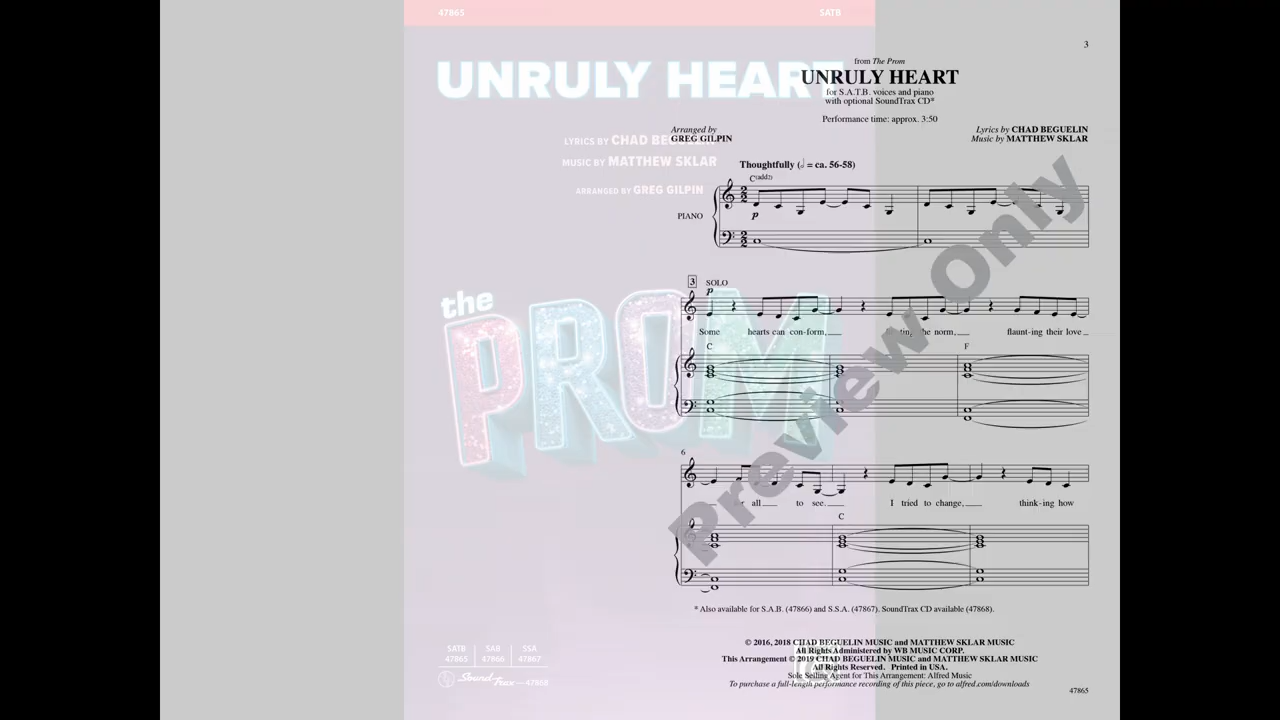 47865 SATB
UNRULY HEART
LYRICS BY CHAD BEGUELIN
MUSIC BY MATTHEW SKLAR
ARRANGED BY GREG GILPIN
the
PROM
SATB SAB SSA
47865 47866 47867
SoundTrax — 47868
3
from The Prom
UNRULY HEART
for S.A.T.B. voices and piano
with optional SoundTrax CD*
Performance time: approx. 3:50
Arranged by
GREG GILPIN
Lyrics by CHAD BEGUELIN
Music by MATTHEW SKLAR
Thoughtfully (𝅗𝅥 = ca. 56-58)
C(add2)
PIANO
p
3 SOLO
p
Some hearts can con-form, the norm, flaunt-ing their love
C F
6
all to see. I tried to change, think-ing how
C
Preview Only
* Also available for S.A.B. (47866) and S.S.A. (47867). SoundTrax CD available (47868).
© 2016, 2018 CHAD BEGUELIN MUSIC and MATTHEW SKLAR MUSIC
All Rights Administered by WB MUSIC CORP.
This Arrangement © 2019 CHAD BEGUELIN MUSIC and MATTHEW SKLAR MUSIC
All Rights Reserved. Printed in USA.
Sole Selling Agent for This Arrangement: Alfred Music
To purchase a full-length performance recording of this piece, go to alfred.com/downloads
47865